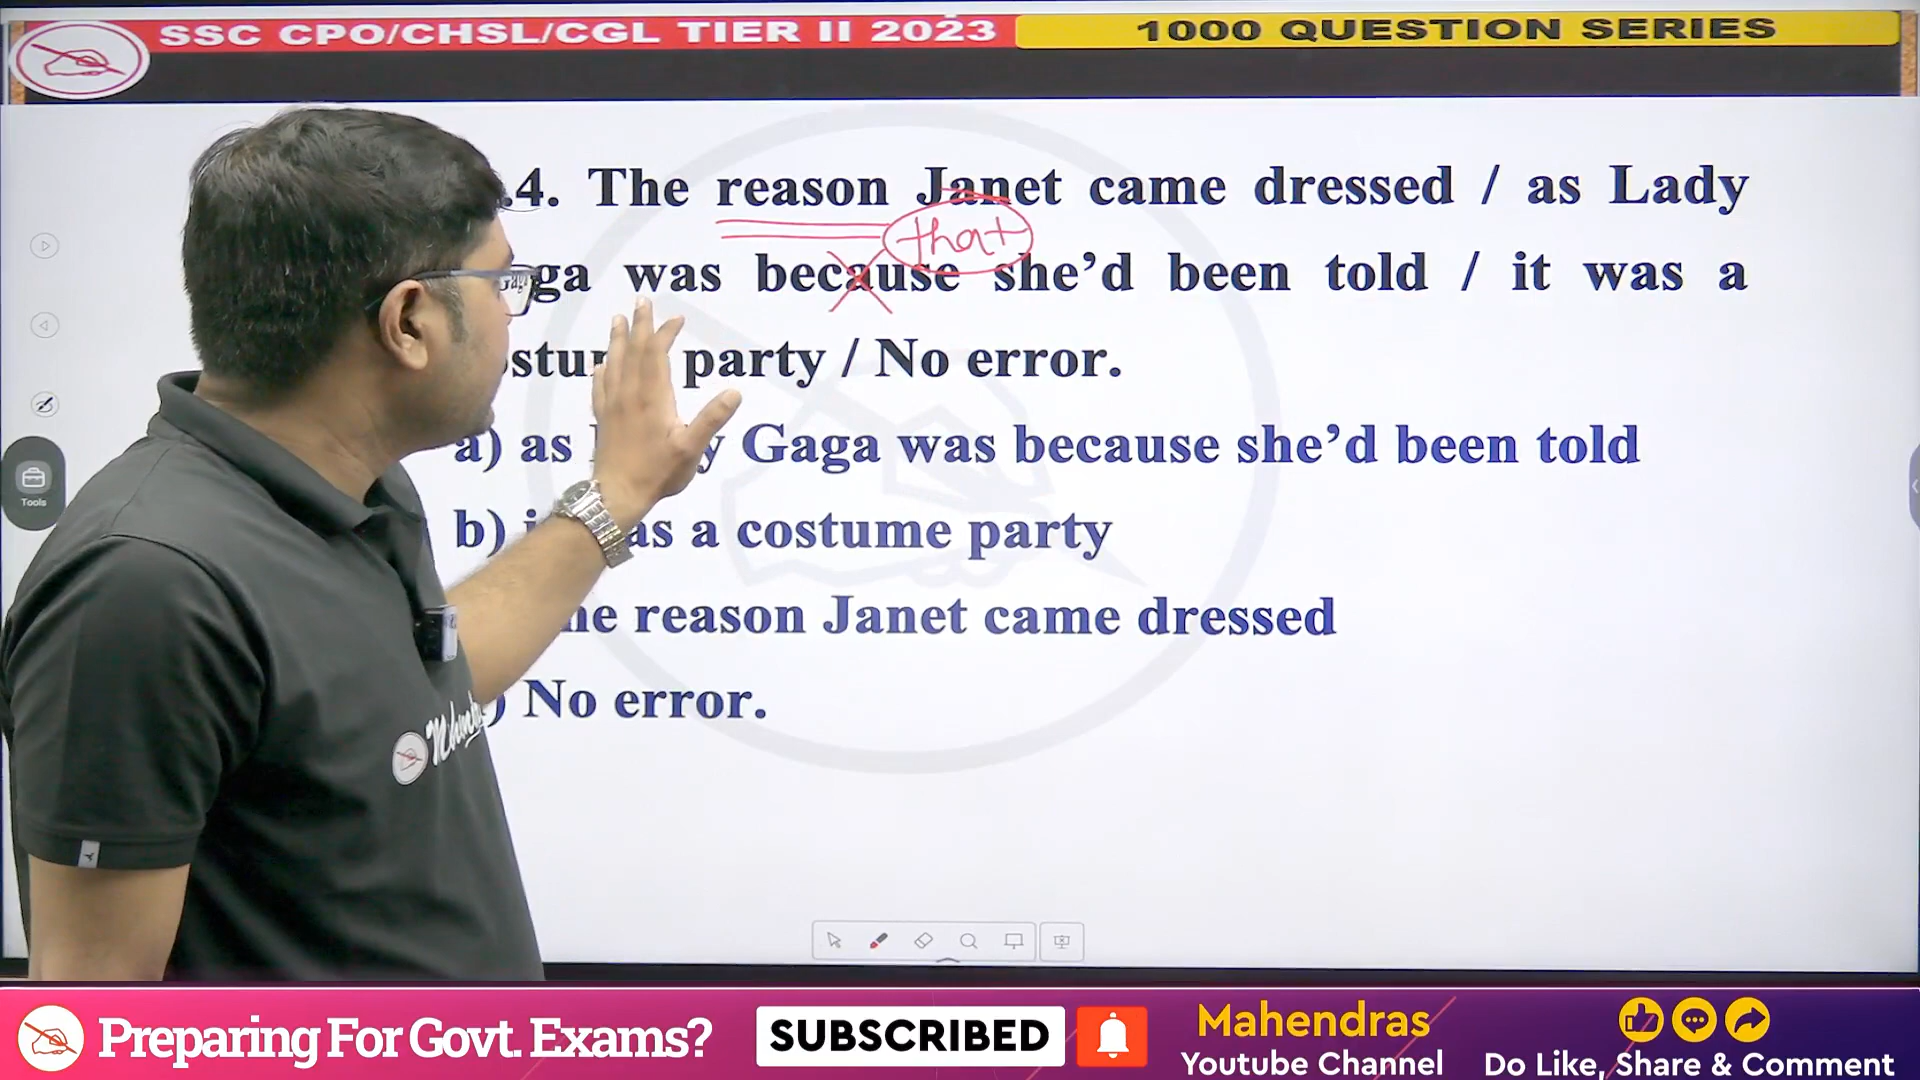 SSC CPO/CHSL/CGL TIER II 2023
1000 QUESTION SERIES
.4. The reason Janet came dressed / as Lady
that
ga was because she’d been told / it was a
party / No error.
a) as y Gaga was because she’d been told
b) as a costume party
he reason Janet came dressed
) No error.
Tools
Preparing For Govt. Exams?
SUBSCRIBED
Mahendras
Youtube Channel
Do Like, Share & Comment